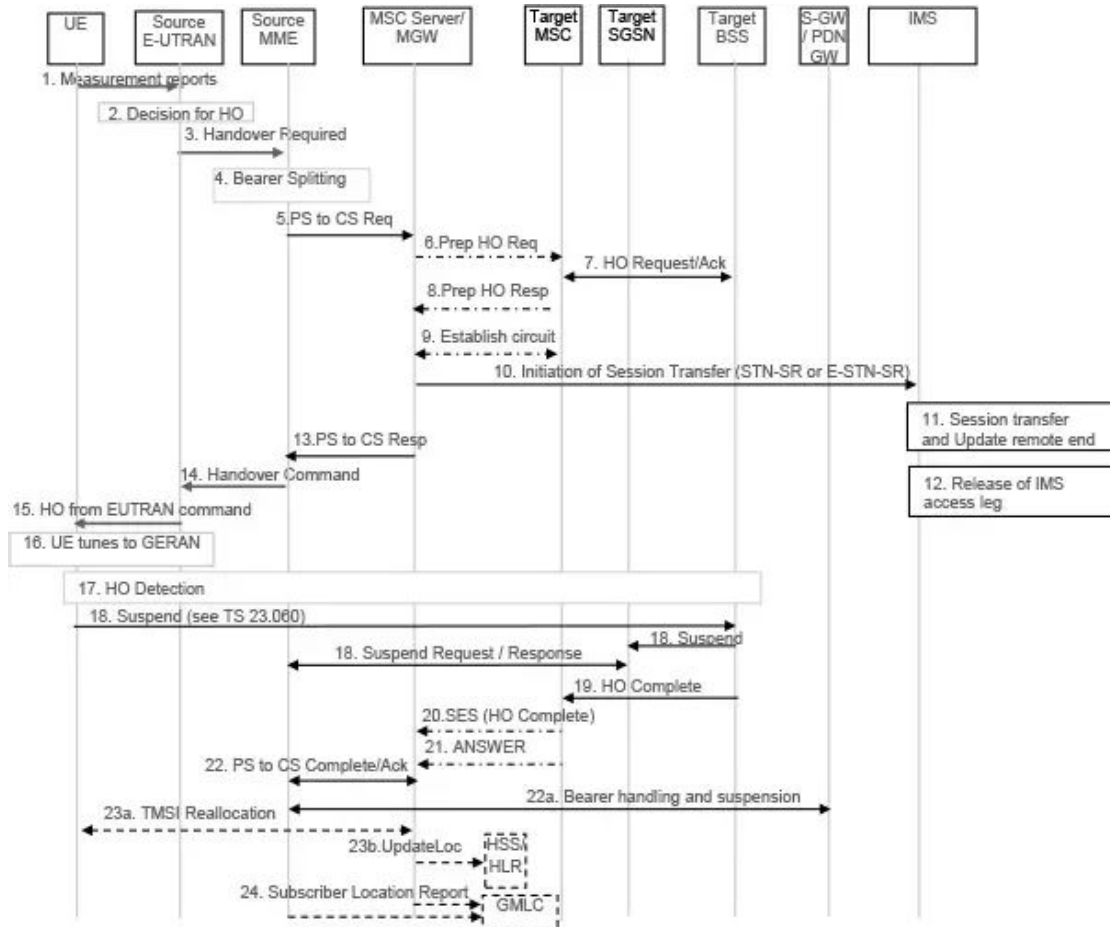 UE
Source
E-UTRAN
Source
MME
MSC Server/
MGW
Target
MSC
Target
SGSN
Target
BSS
S-GW
/ PDN
GW
IMS
1. Measurement reports
2. Decision for HO
3. Handover Required
4. Bearer Splitting
5.PS to CS Req
6.Prep HO Req
7. HO Request/Ack
8.Prep HO Resp
9. Establish circuit
10. Initiation of Session Transfer (STN-SR or E-STN-SR)
11. Session transfer
and Update remote end
12. Release of IMS
access leg
13.PS to CS Resp
14. Handover Command
15. HO from EUTRAN command
16. UE tunes to GERAN
17. HO Detection
18. Suspend (see TS 23.060)
18. Suspend
18. Suspend Request / Response
19. HO Complete
20.SES (HO Complete)
21. ANSWER
22. PS to CS Complete/Ack
22a. Bearer handling and suspension
23a. TMSI Reallocation
23b.UpdateLoc
HSS/
HLR
24. Subscriber Location Report
GMLC